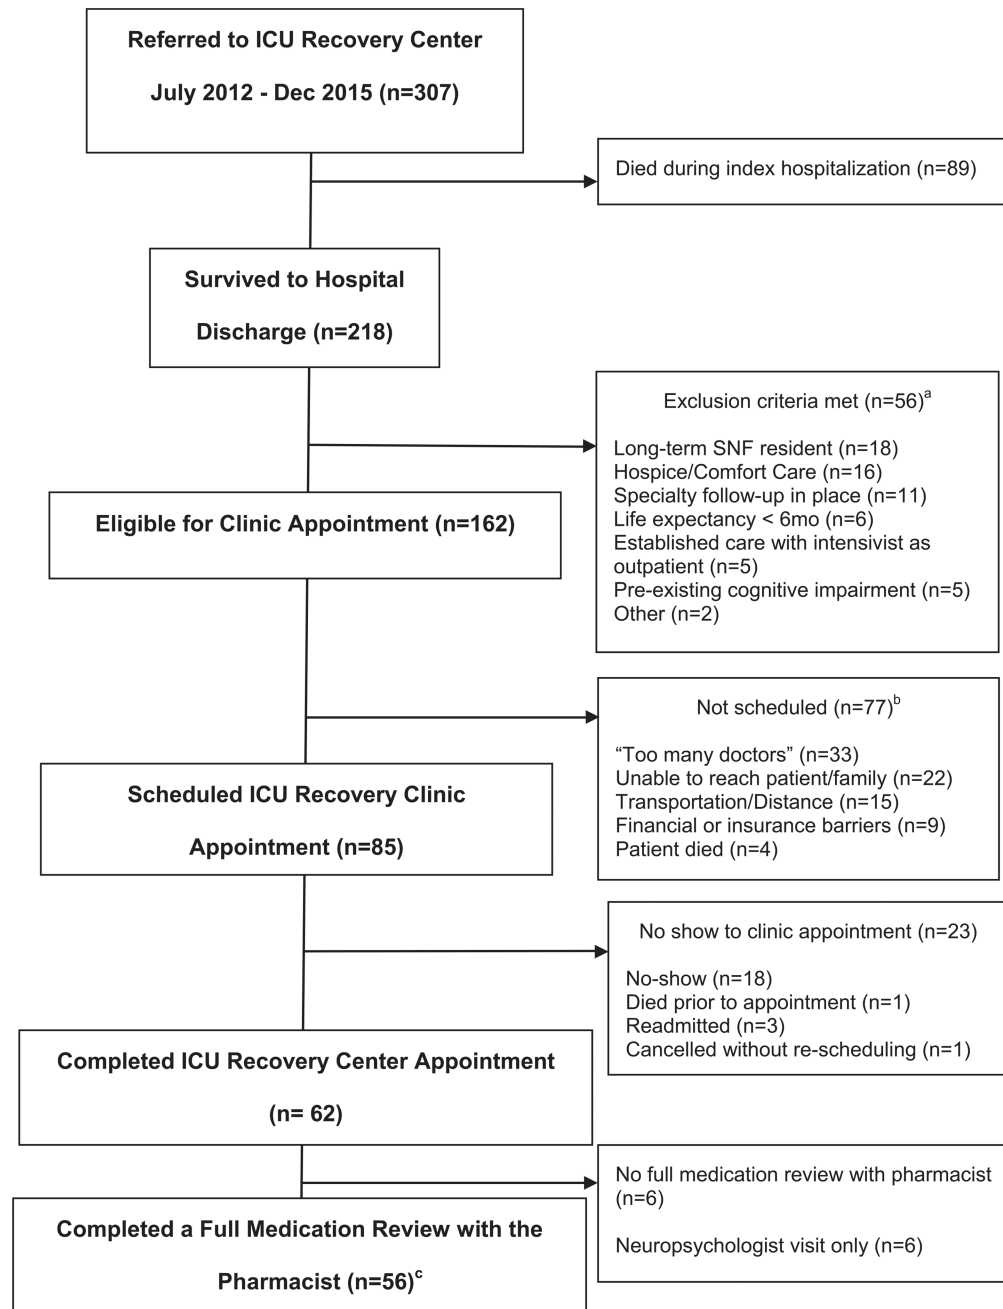 Referred to ICU Recovery Center
July 2012 - Dec 2015 (n=307)
Died during index hospitalization (n=89)
Survived to Hospital
Discharge (n=218)
Exclusion criteria met (n=56)a
Long-term SNF resident (n=18)
Hospice/Comfort Care (n=16)
Specialty follow-up in place (n=11)
Life expectancy < 6mo (n=6)
Established care with intensivist as
outpatient (n=5)
Pre-existing cognitive impairment (n=5)
Other (n=2)
Eligible for Clinic Appointment (n=162)
Not scheduled (n=77)b
“Too many doctors” (n=33)
Unable to reach patient/family (n=22)
Transportation/Distance (n=15)
Financial or insurance barriers (n=9)
Patient died (n=4)
Scheduled ICU Recovery Clinic
Appointment (n=85)
No show to clinic appointment (n=23)
No-show (n=18)
Died prior to appointment (n=1)
Readmitted (n=3)
Cancelled without re-scheduling (n=1)
Completed ICU Recovery Center Appointment
(n= 62)
No full medication review with pharmacist
(n=6)
Neuropsychologist visit only (n=6)
Completed a Full Medication Review with the
Pharmacist (n=56)c